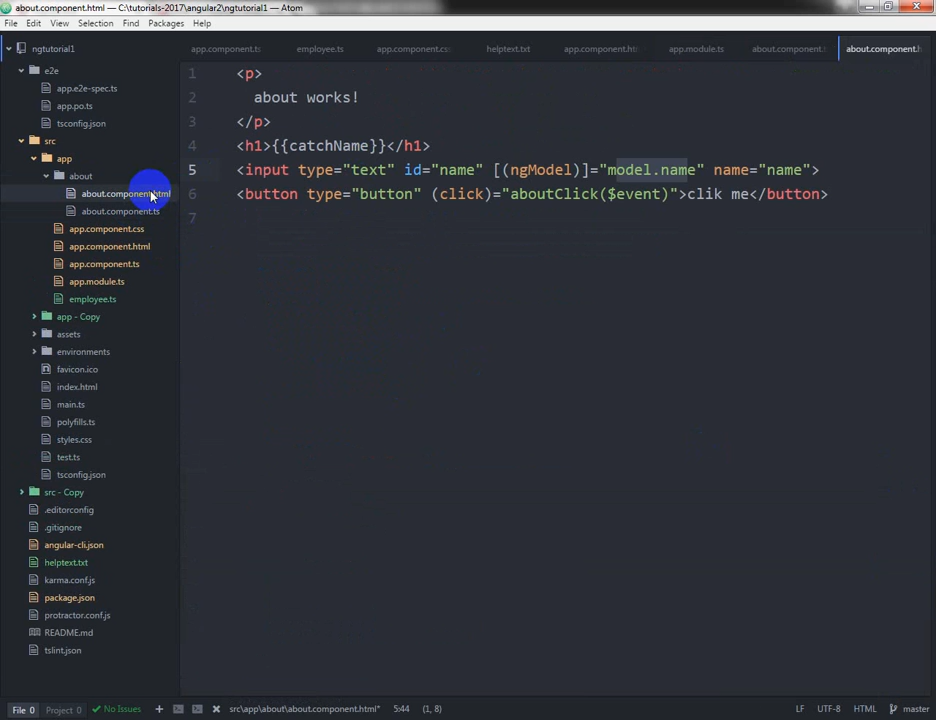 about.component.html — C:\tutorials-2017\angular2\ngtutorial1 — Atom
File Edit View Selection Find Packages Help
ngtutorial1
e2e
app.e2e-spec.ts
app.po.ts
tsconfig.json
src
app
about
about.component.html
about.component.ts
app.component.css
app.component.html
app.component.ts
app.module.ts
employee.ts
app - Copy
assets
environments
favicon.ico
index.html
main.ts
polyfills.ts
styles.css
test.ts
tsconfig.json
src - Copy
.editorconfig
.gitignore
angular-cli.json
helptext.txt
karma.conf.js
package.json
protractor.conf.js
README.md
tslint.json
app.component.ts employee.ts app.component.css helptext.txt app.component.ht app.module.ts about.component. about.component.h
1 <p>
2 about works!
3 </p>
4 <h1>{{catchName}}</h1>
5 <input type="text" id="name" [(ngModel)]="model.name" name="name">
6 <button type="button" (click)="aboutClick($event)">clik me</button>
7
File 0 Project 0 No Issues + src\app\about\about.component.html* 5:44 (1, 8) LF UTF-8 HTML master